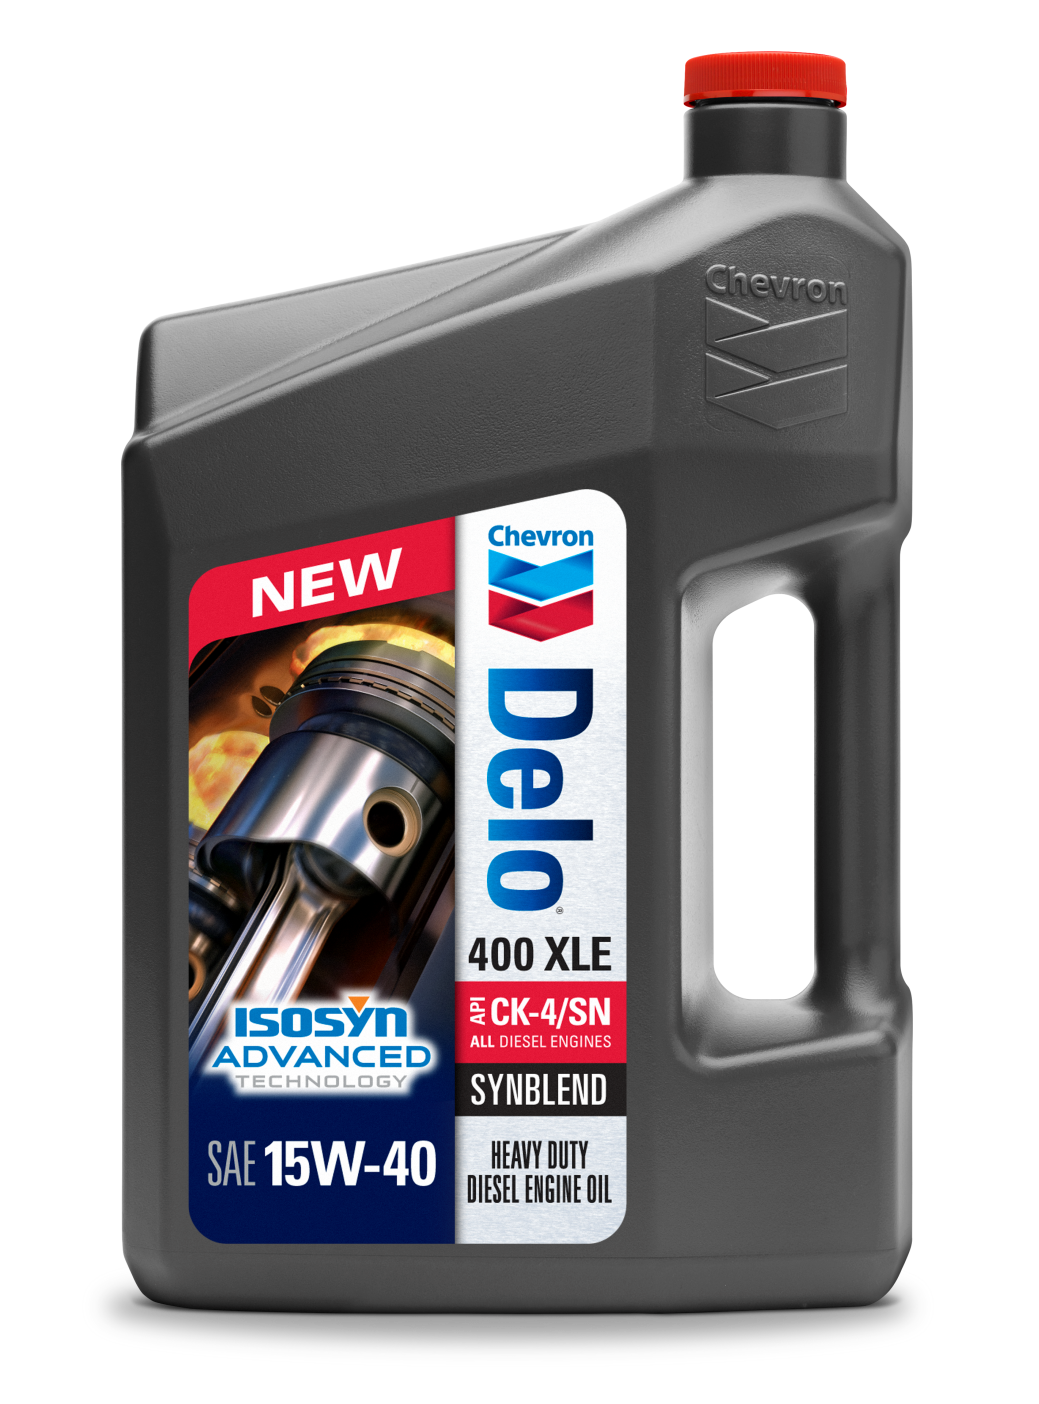 Chevron
NEW
Chevron
Delo®
400 XLE
API CK-4/SN
ALL DIESEL ENGINES
SYNBLEND
HEAVY DUTY
DIESEL ENGINE OIL
ISOSYN
ADVANCED
TECHNOLOGY
SAE 15W-40